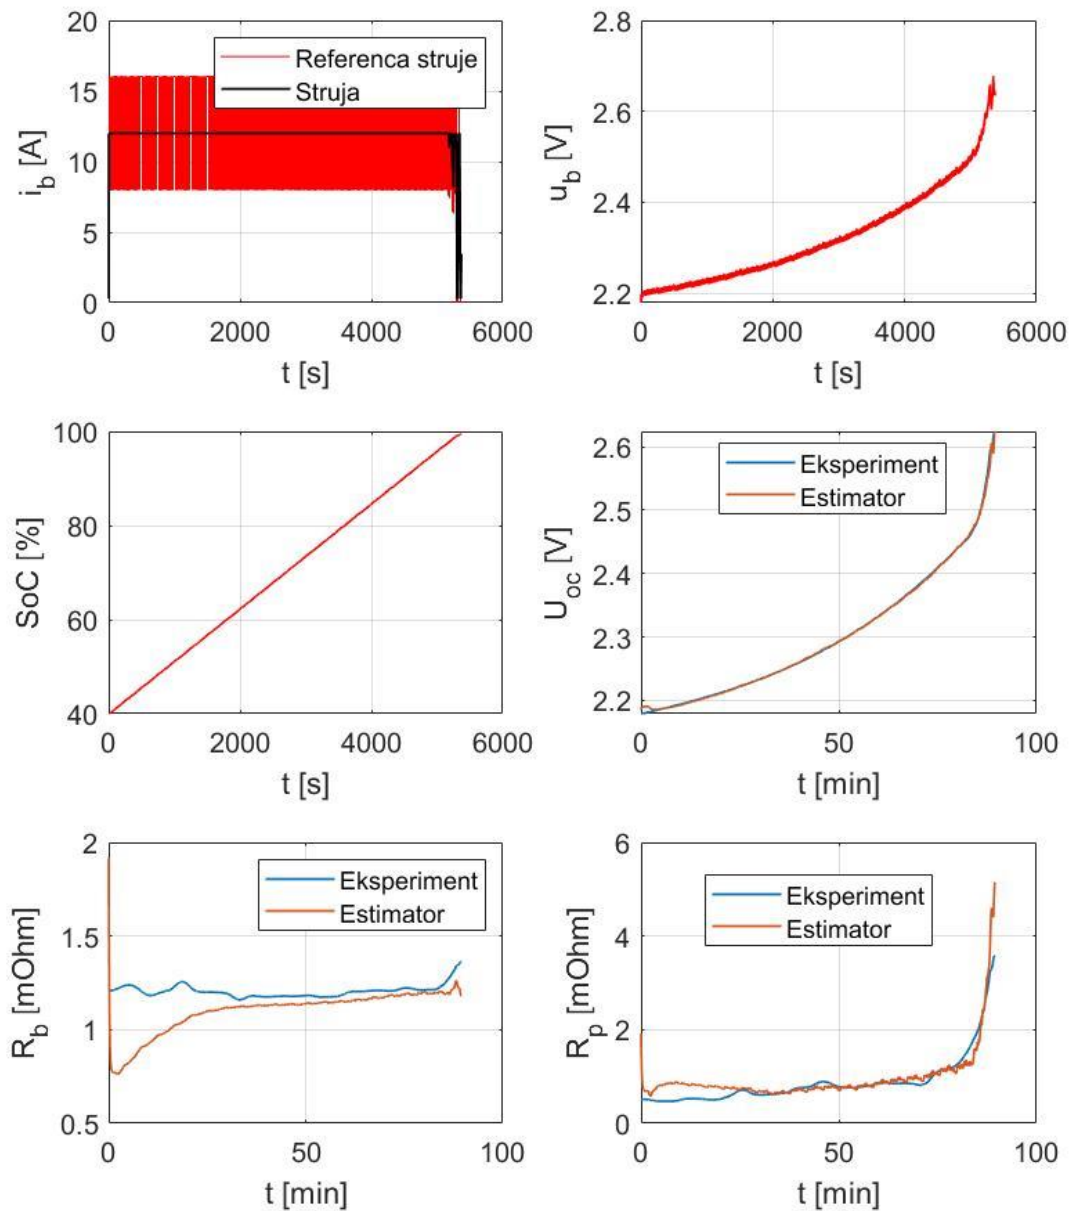 20
15
10
5
0
i_b [A]
Referenca struje
Struja
0 2000 4000 6000
t [s]
2.8
2.6
2.4
2.2
u_b [V]
0 2000 4000 6000
t [s]
100
80
60
40
SoC [%]
0 2000 4000 6000
t [s]
2.6
2.5
2.4
2.3
2.2
U_oc [V]
Eksperiment
Estimator
0 50 100
t [min]
2
1.5
1
0.5
R_b [mOhm]
Eksperiment
Estimator
0 50 100
t [min]
6
4
2
0
R_p [mOhm]
Eksperiment
Estimator
0 50 100
t [min]